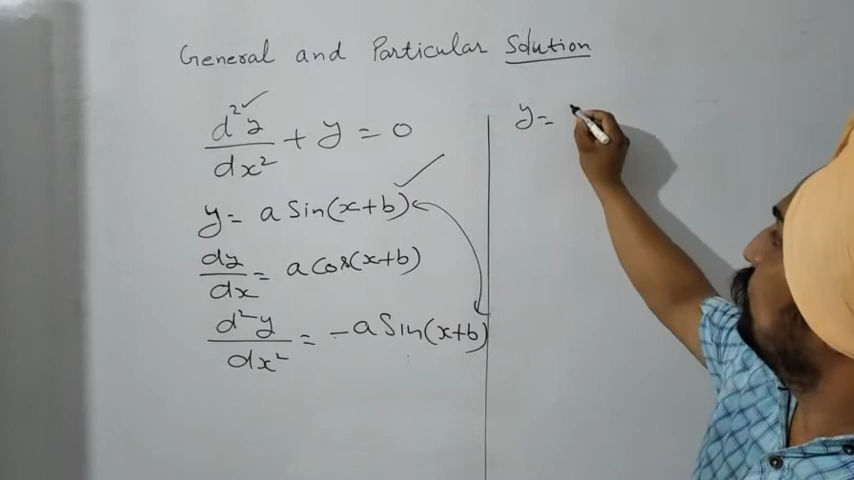 General and Particular Solution
d²y/dx² + y = 0
y = a Sin(x+b)
dy/dx = a cos(x+b)
d²y/dx² = -a Sin(x+b)
y =